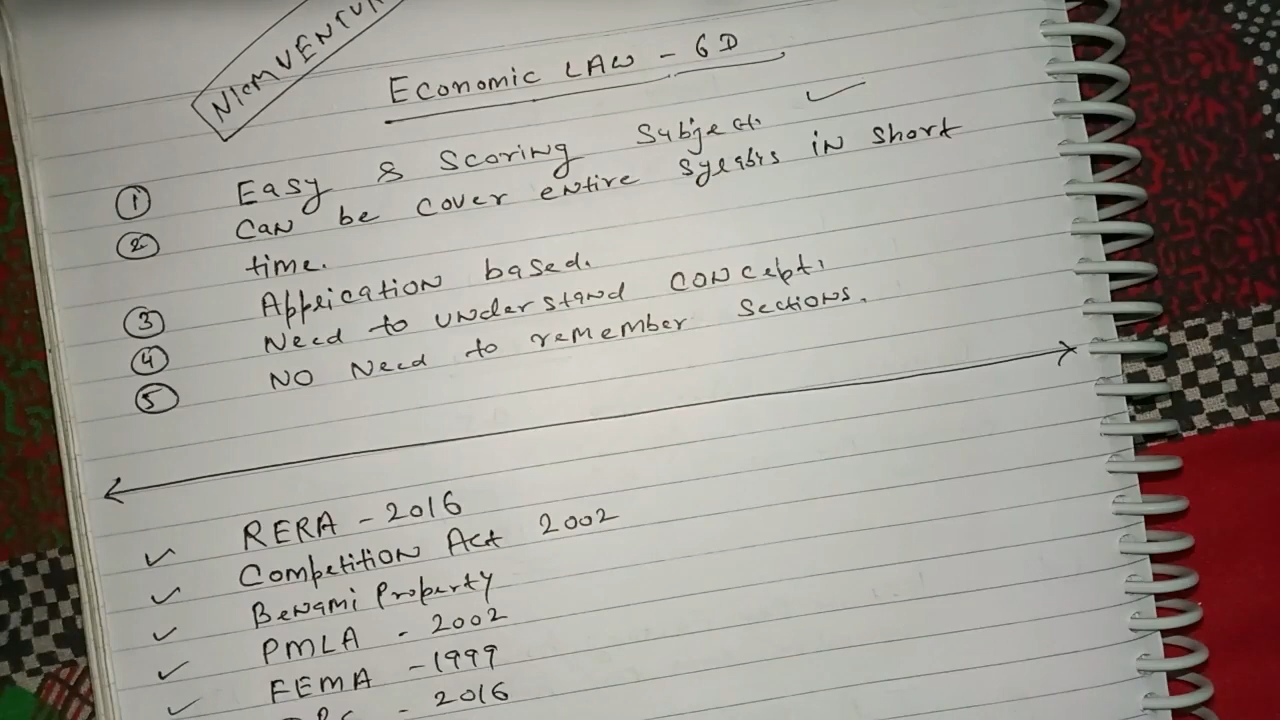 Economic LAW - 6D
① Easy & Scoring Subject.
② Can be cover entire Syllabis in short
time.
③ Application based.
④ Need to understand concept.
⑤ NO Need to remember Sections.
RERA - 2016
Competition Act 2002
Benami Property
PMLA - 2002
FEMA - 1999
- 2016